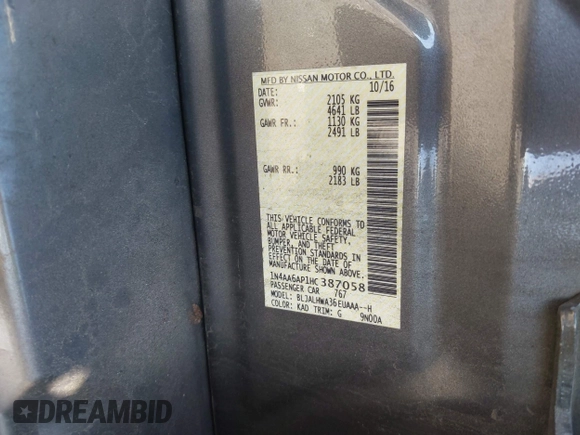 MFD BY NISSAN MOTOR CO., LTD.
DATE: 10/16
GVWR: 2105 KG
4641 LB
GAWR FR.: 1130 KG
2491 LB
GAWR RR.: 990 KG
2183 LB
THIS VEHICLE CONFORMS TO
ALL APPLICABLE FEDERAL
MOTOR VEHICLE SAFETY,
BUMPER, AND THEFT
PREVENTION STANDARDS IN
EFFECT ON THE DATE OF
MANUFACTURE SHOWN ABOVE.
1N4AA6AP1HC387058
PASSENGER CAR 767
MODEL: BL3ALHWA36EUAAA--H
COLOR: KAD TRIM: G 9N00A
DREAMBID